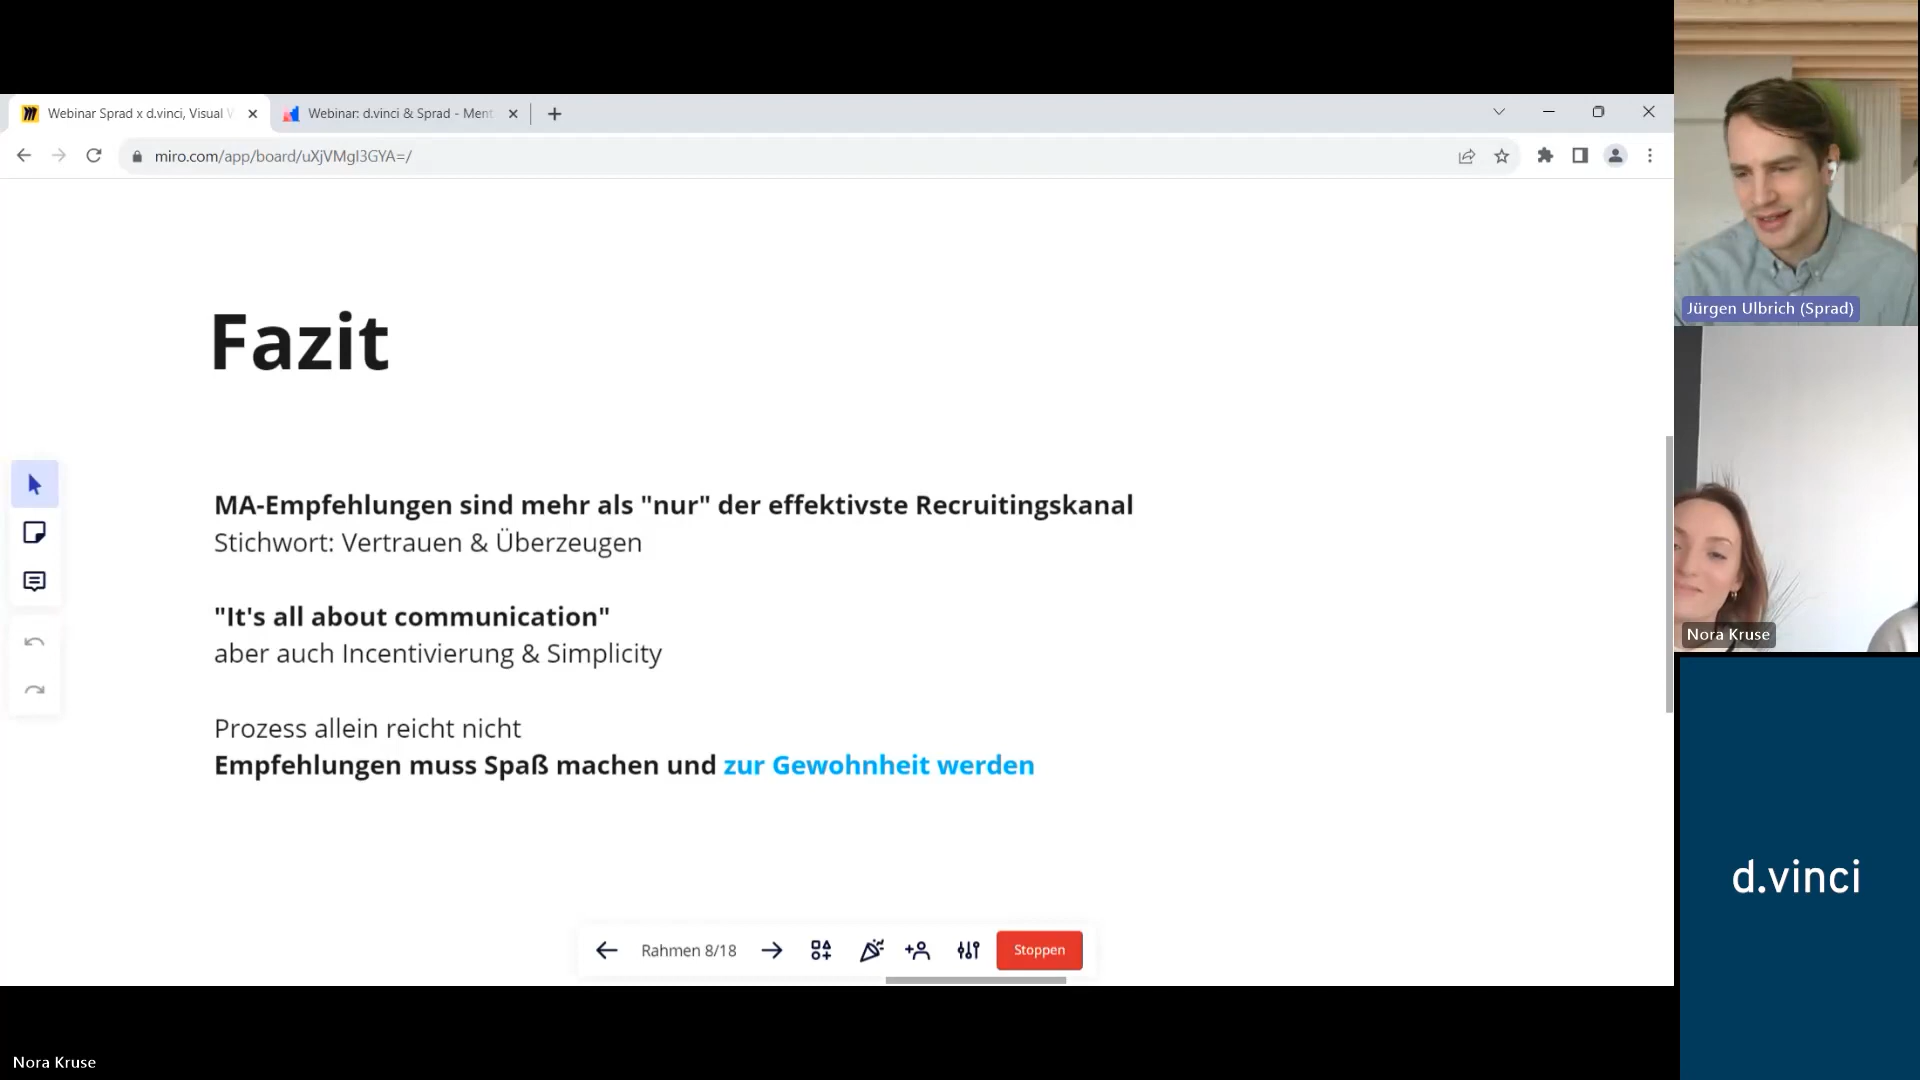 Webinar Sprad x d.vinci, Visual
Webinar: d.vinci & Sprad - Ment
miro.com/app/board/uXjVMgI3GYA=/
Fazit
MA-Empfehlungen sind mehr als "nur" der effektivste Recruitingskanal
Stichwort: Vertrauen & Überzeugen
"It's all about communication"
aber auch Incentivierung & Simplicity
Prozess allein reicht nicht
Empfehlungen muss Spaß machen und zur Gewohnheit werden
Rahmen 8/18
Stoppen
Jürgen Ulbrich (Sprad)
Nora Kruse
d.vinci
Nora Kruse